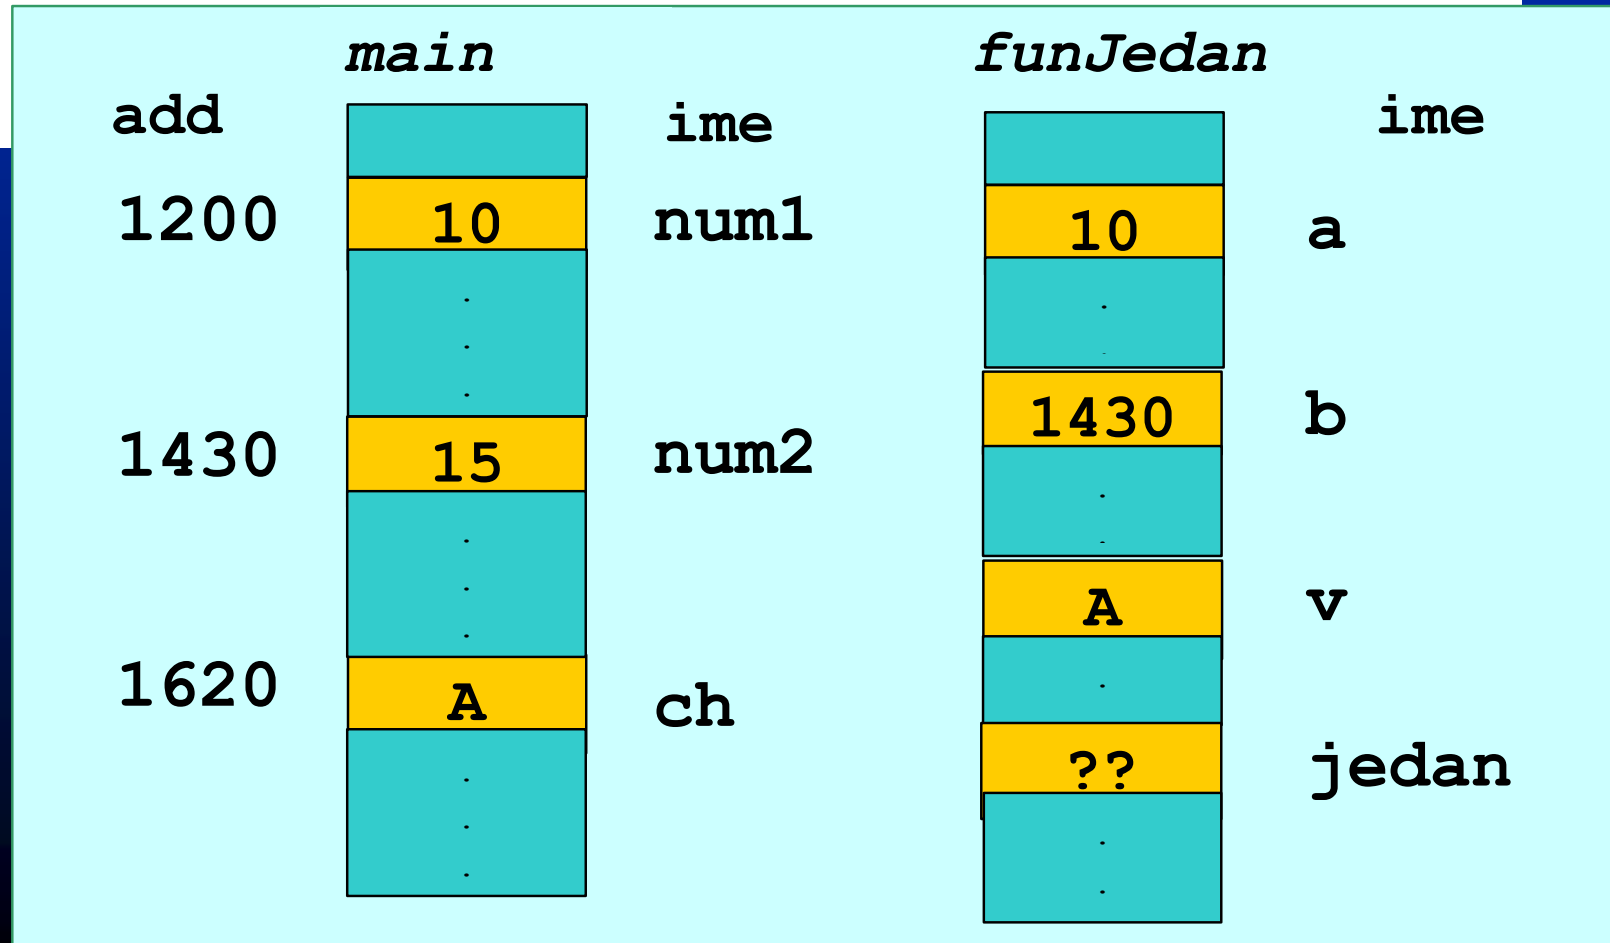 main funJedan
add ime ime
1200 10 num1 10 a
1430 b
1430 15 num2
A v
1620 A ch
?? jedan